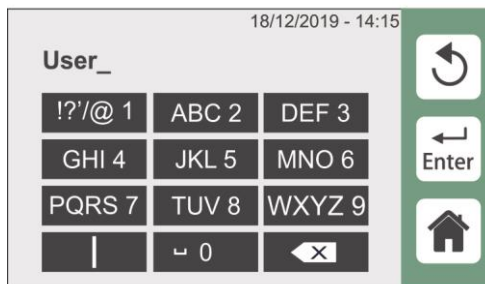 18/12/2019 - 14:15
User_
!?'/@ 1 ABC 2 DEF 3
GHI 4 JKL 5 MNO 6
Enter
PQRS 7 TUV 8 WXYZ 9
| ␣ 0